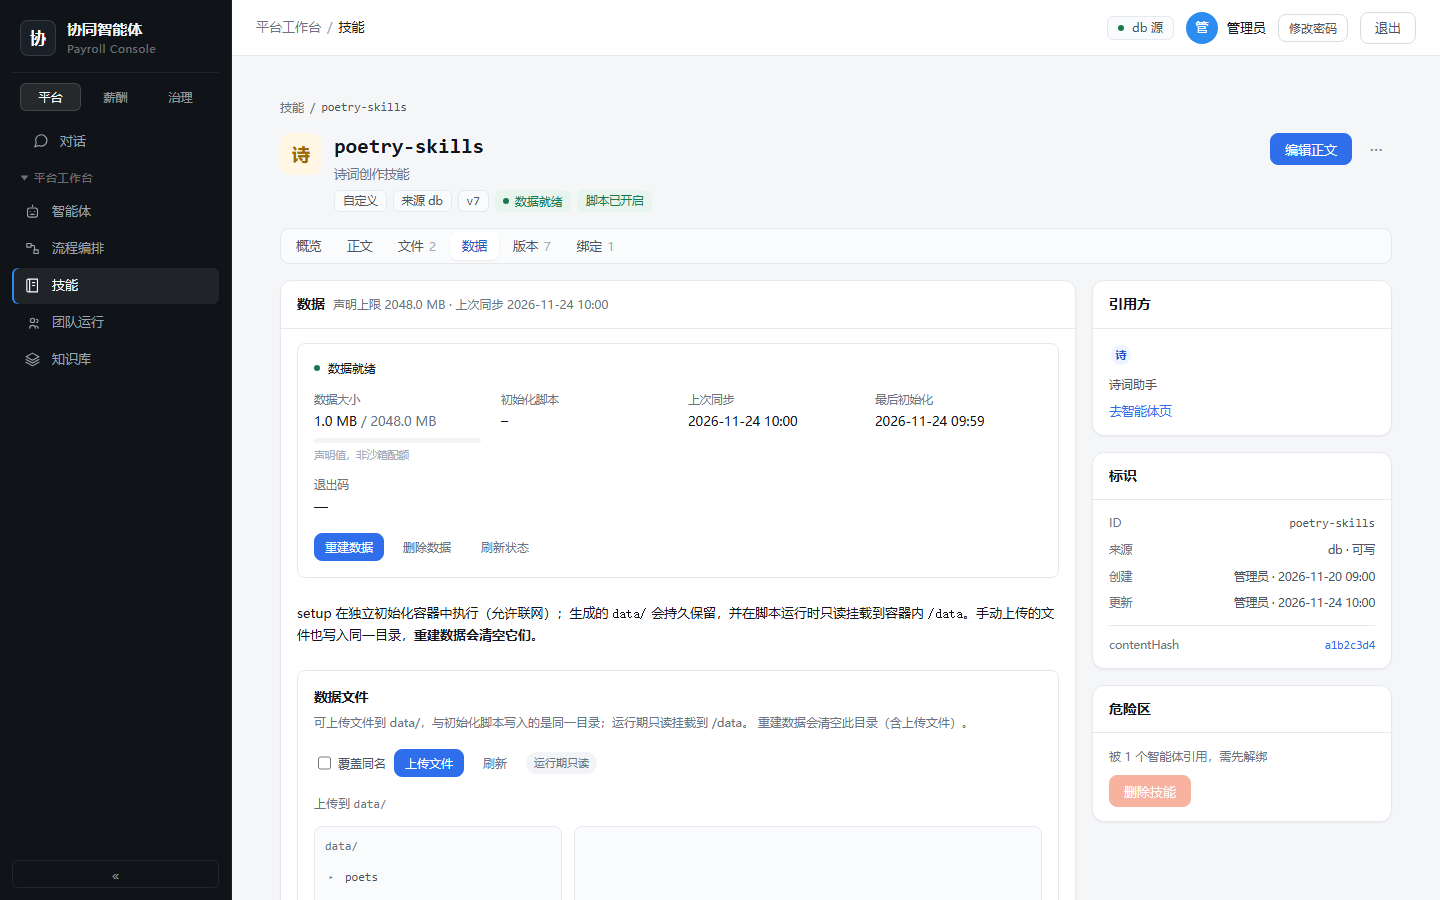 协 协同智能体
Payroll Console
平台 薪酬 治理
对话
平台工作台
智能体
流程编排
技能
团队运行
知识库
«
平台工作台 / 技能
db 源 管 管理员 修改密码 退出
技能 / poetry-skills
诗 poetry-skills
诗词创作技能
自定义 来源 db v7 数据就绪 脚本已开启
编辑正文 ···
概览 正文 文件 2 数据 版本 7 绑定 1
数据 声明上限 2048.0 MB · 上次同步 2026-11-24 10:00
数据就绪
数据大小 初始化脚本 上次同步 最后初始化
1.0 MB / 2048.0 MB – 2026-11-24 10:00 2026-11-24 09:59
声明值，非沙箱配额
退出码
—
重建数据 删除数据 刷新状态
setup 在独立初始化容器中执行（允许联网）；生成的 data/ 会持久保留，并在脚本运行时只读挂载到容器内 /data。手动上传的文
件也写入同一目录，重建数据会清空它们。
数据文件
可上传文件到 data/，与初始化脚本写入的是同一目录；运行期只读挂载到 /data。 重建数据会清空此目录（含上传文件）。
覆盖同名 上传文件 刷新 运行期只读
上传到 data/
data/
poets
引用方
诗
诗词助手
去智能体页
标识
ID poetry-skills
来源 db · 可写
创建 管理员 · 2026-11-20 09:00
更新 管理员 · 2026-11-24 10:00
contentHash a1b2c3d4
危险区
被 1 个智能体引用，需先解绑
删除技能